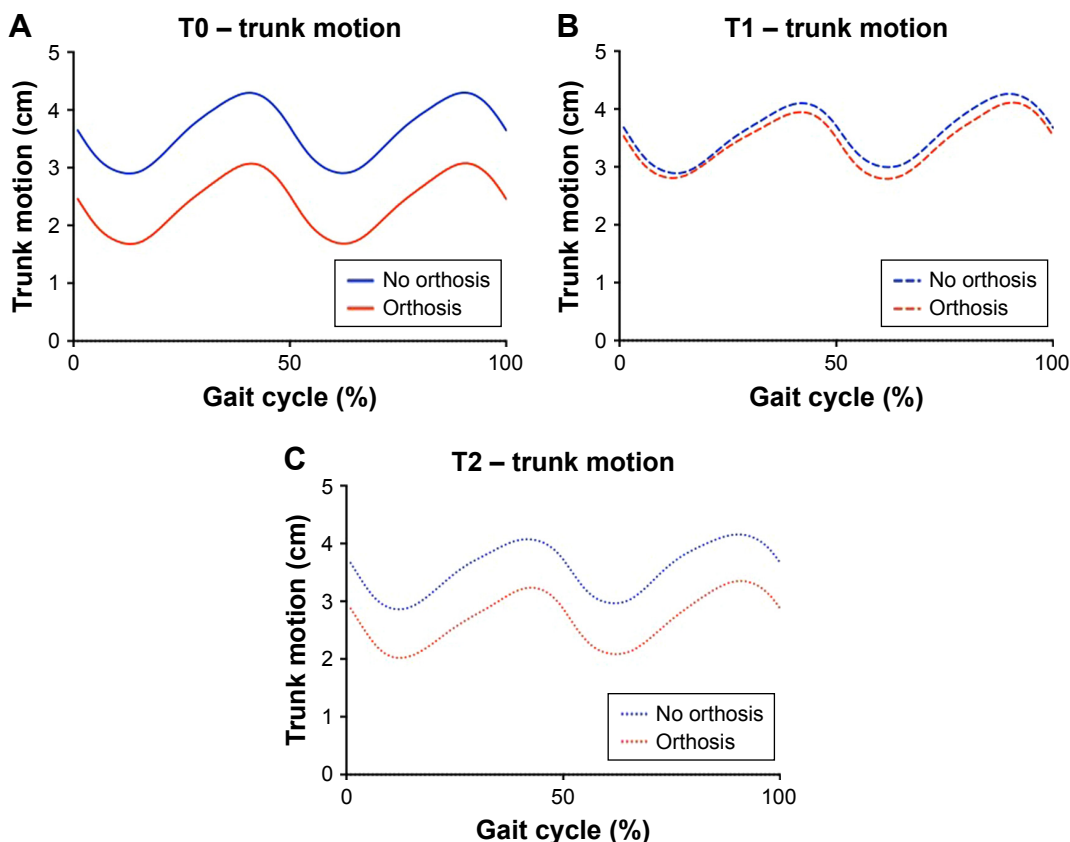 A
T0 – trunk motion
Trunk motion (cm)
5
4
3
2
1
0
0
50
100
Gait cycle (%)
No orthosis
Orthosis
B
T1 – trunk motion
Trunk motion (cm)
5
4
3
2
1
0
0
50
100
Gait cycle (%)
No orthosis
Orthosis
C
T2 – trunk motion
Trunk motion (cm)
5
4
3
2
1
0
0
50
100
Gait cycle (%)
No orthosis
Orthosis